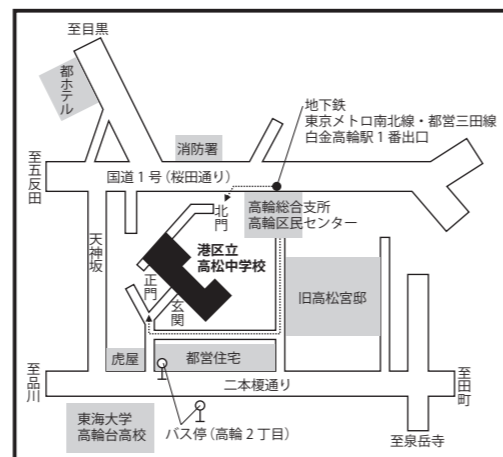 至目黒
都ホテル
地下鉄
東京メトロ南北線・都営三田線
白金高輪駅1番出口
消防署
至五反田
国道1号(桜田通り)
北門
高輪総合支所
高輪区民センター
天神坂
港区立
高松中学校
正門
玄関
旧高松宮邸
虎屋
都営住宅
至品川
二本榎通り
至田町
東海大学
高輪台高校
バス停(高輪2丁目)
至泉岳寺